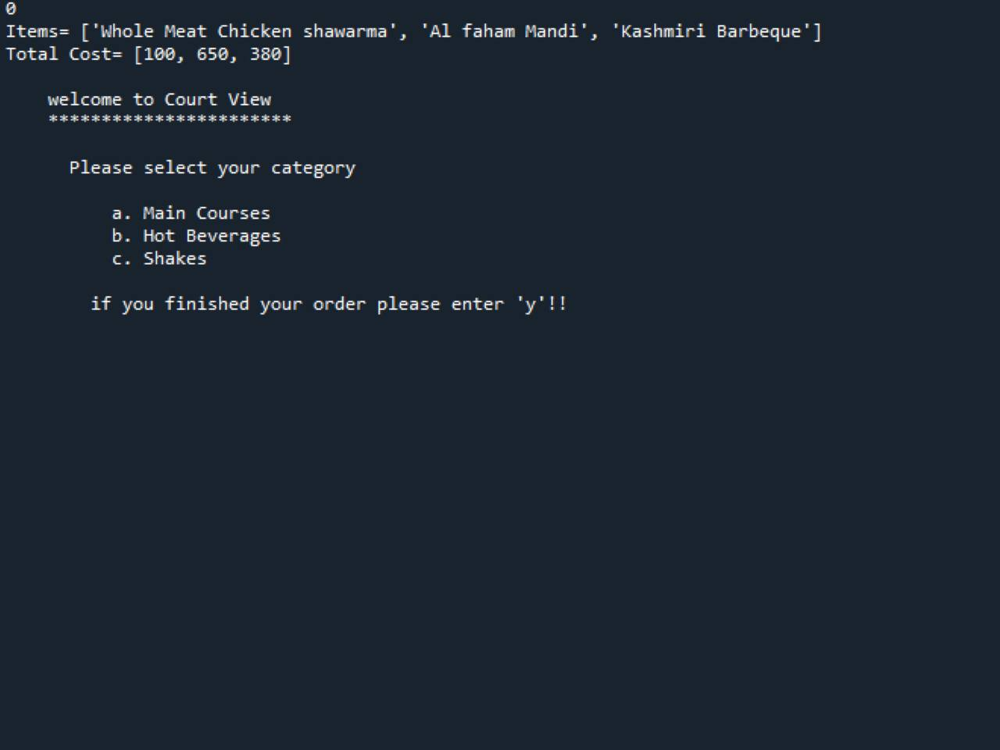 0
Items= ['Whole Meat Chicken shawarma', 'Al faham Mandi', 'Kashmiri Barbeque']
Total Cost= [100, 650, 380]
welcome to Court View
***********************
Please select your category
a. Main Courses
b. Hot Beverages
c. Shakes
if you finished your order please enter 'y'!!